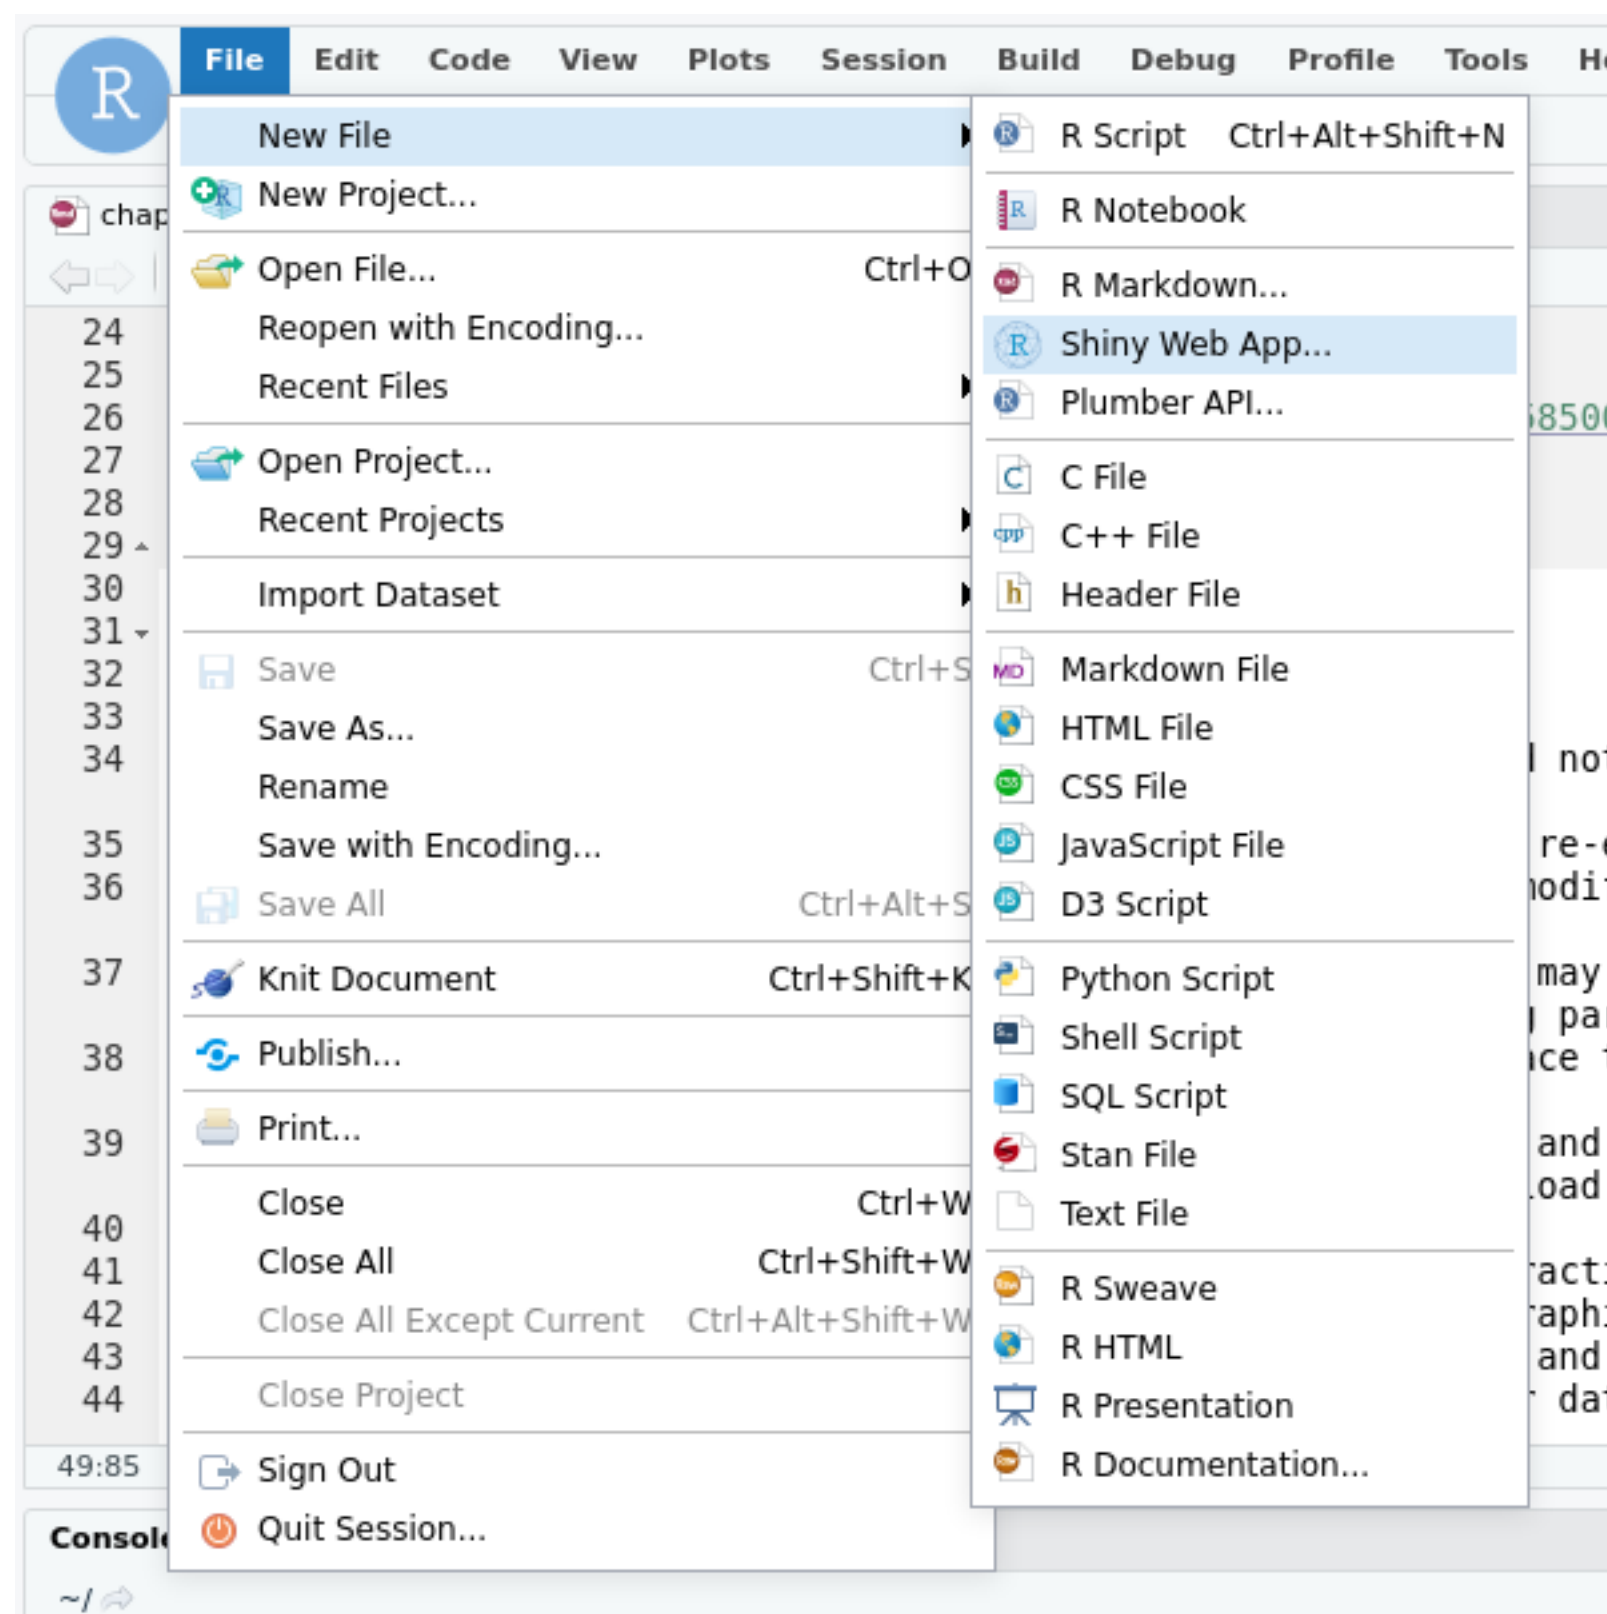 R File Edit Code View Plots Session Build Debug Profile Tools
New File
New Project...
Open File... Ctrl+O
Reopen with Encoding...
Recent Files
Open Project...
Recent Projects
Import Dataset
Save Ctrl+S
Save As...
Rename
Save with Encoding...
Save All Ctrl+Alt+S
Knit Document Ctrl+Shift+K
Publish...
Print...
Close Ctrl+W
Close All Ctrl+Shift+W
Close All Except Current Ctrl+Alt+Shift+W
Close Project
Sign Out
Quit Session...
R Script Ctrl+Alt+Shift+N
R Notebook
R Markdown...
Shiny Web App...
Plumber API...
C File
C++ File
Header File
Markdown File
HTML File
CSS File
JavaScript File
D3 Script
Python Script
Shell Script
SQL Script
Stan File
Text File
R Sweave
R HTML
R Presentation
R Documentation...
24
25
26
27
28
29
30
31
32
33
34
35
36
37 may
38
39 and
40
41
42
43 and
44
49:85
~/